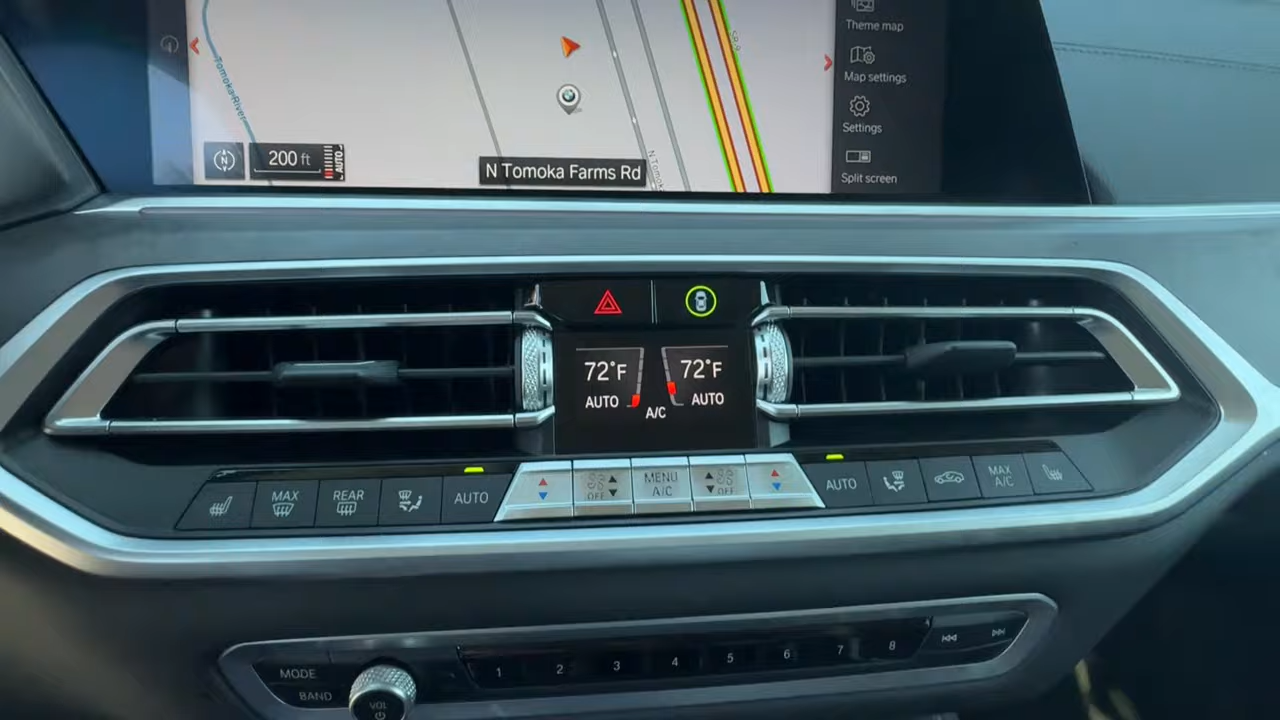 Theme map
Map settings
Settings
Split screen
Tomoka River
SR-9
N
200 ft
AUTO
N Tomoka Farms Rd
72°F
72°F
AUTO
AUTO
A/C
MAX
REAR
AUTO
OFF
MENU
A/C
OFF
AUTO
MAX
A/C
MODE
BAND
VOL
1 2 3 4 5 6 7 8